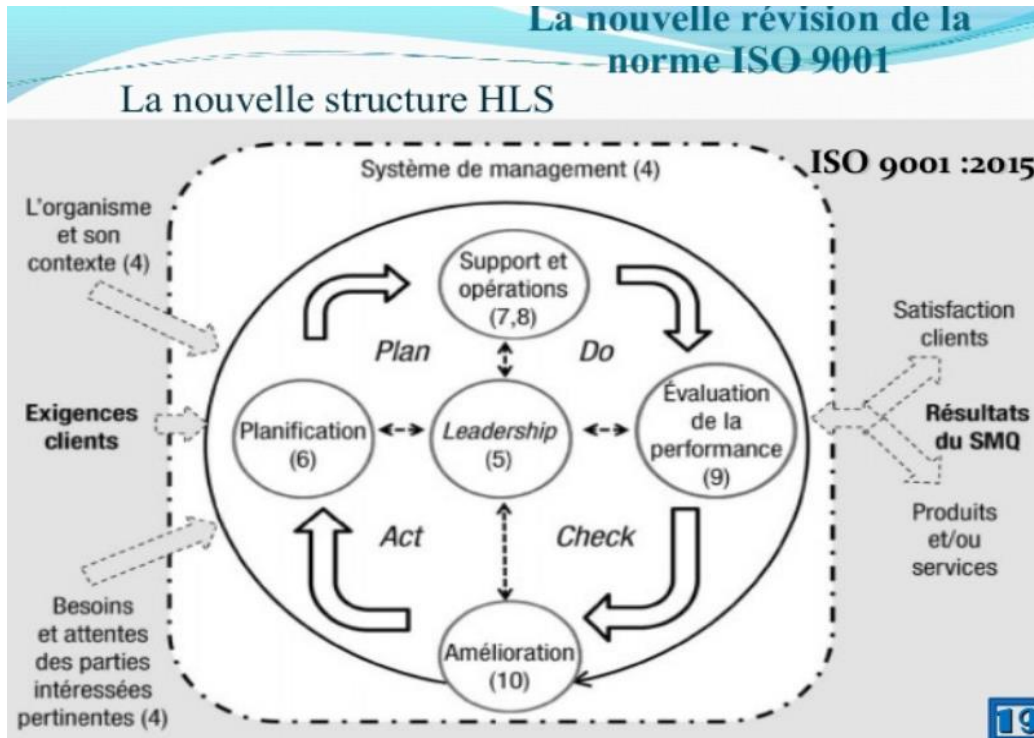 La nouvelle révision de la
norme ISO 9001
La nouvelle structure HLS
ISO 9001 :2015
Système de management (4)
L'organisme
et son
contexte (4)
Support et
opérations
(7,8)
Plan
Do
Satisfaction
clients
Exigences
clients
Planification
(6)
Leadership
(5)
Évaluation
de la
performance
(9)
Résultats
du SMQ
Act
Check
Produits
et/ou
services
Besoins
et attentes
des parties
intéressées
pertinentes (4)
Amélioration
(10)
19